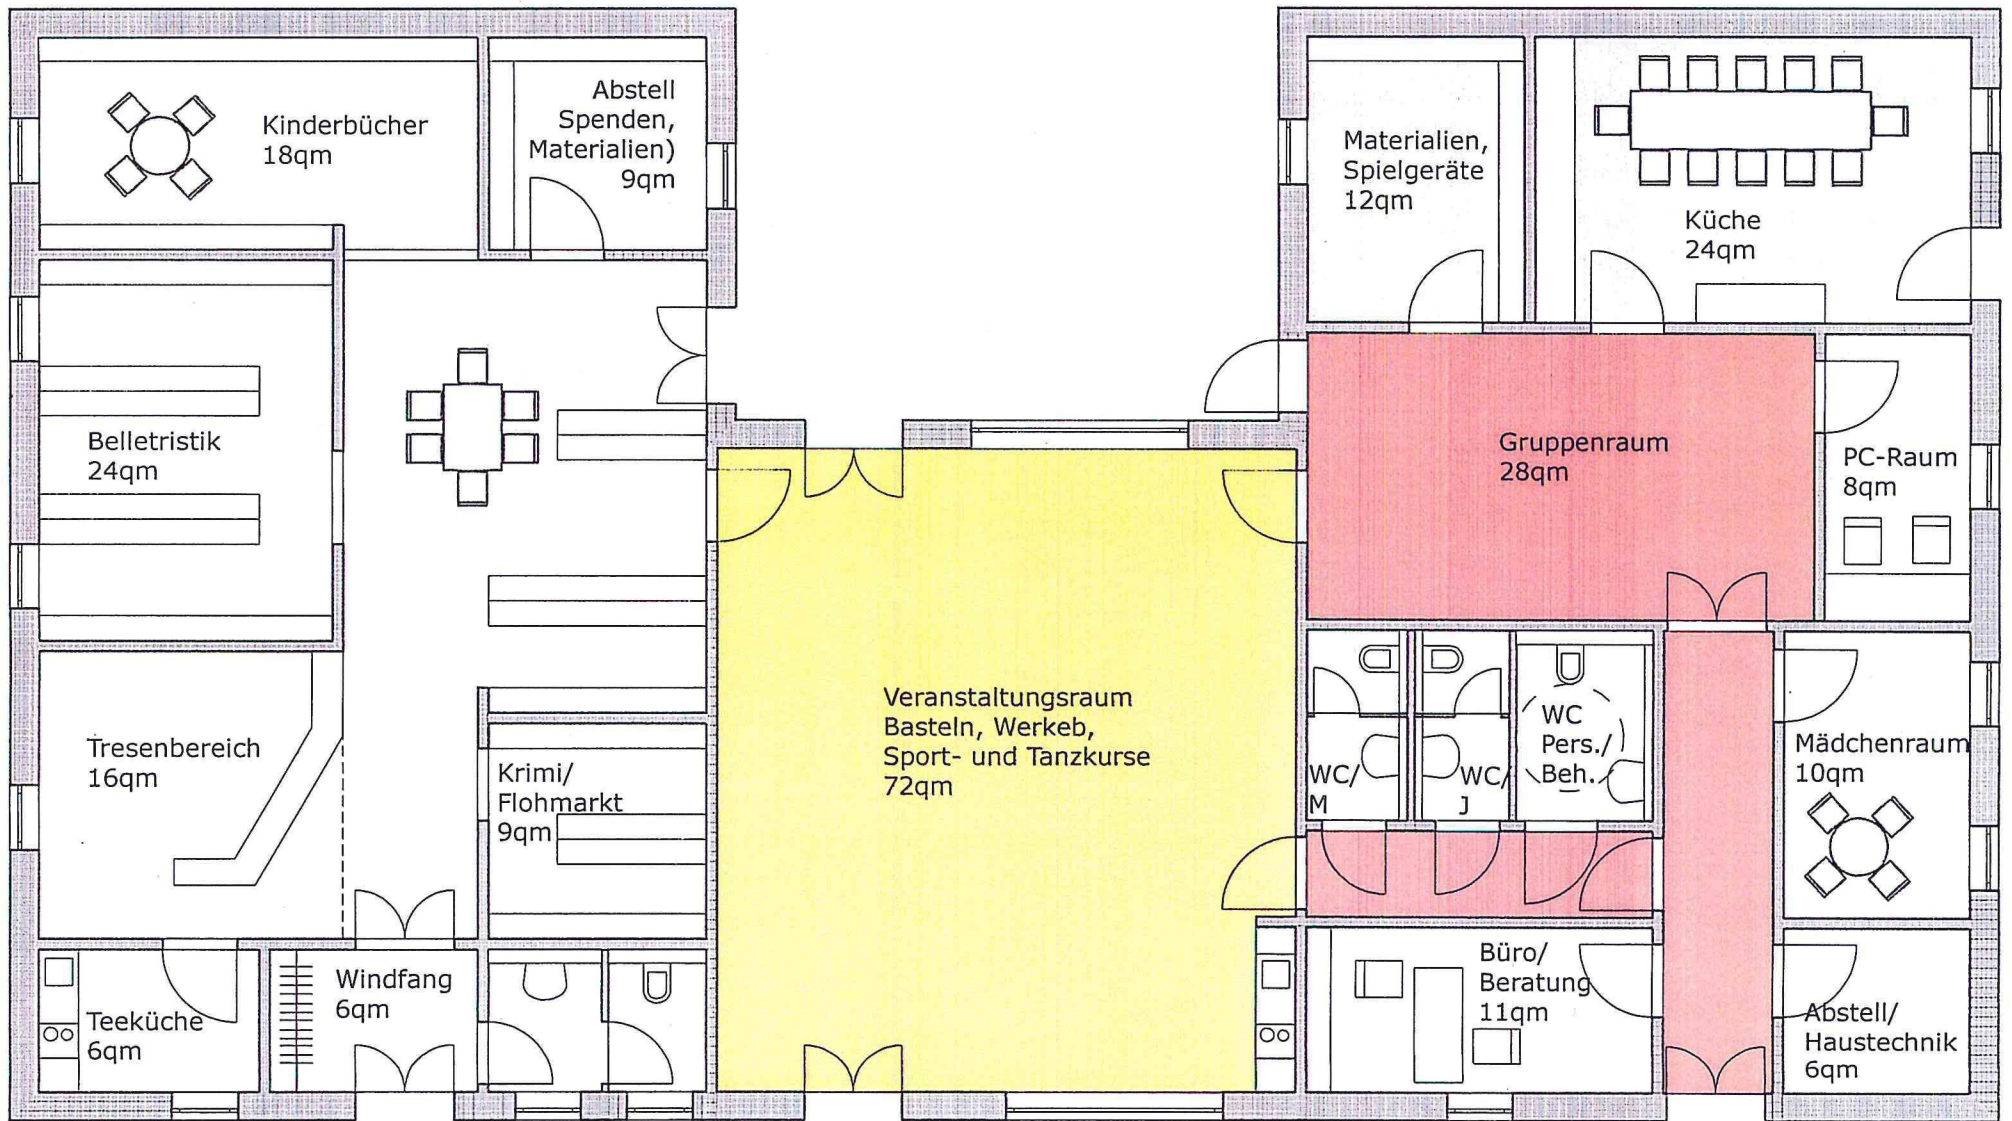 Kinderbücher
18qm
Abstell
Spenden,
Materialien)
9qm
Materialien,
Spielgeräte
12qm
Küche
24qm
Belletristik
24qm
Gruppenraum
28qm
PC-Raum
8qm
Tresenbereich
16qm
Krimi/
Flohmarkt
9qm
Veranstaltungsraum
Basteln, Werkeb,
Sport- und Tanzkurse
72qm
WC/
M
WC/
J
WC
Pers./
Beh.
Mädchenraum
10qm
Teeküche
6qm
Windfang
6qm
Büro/
Beratung
11qm
Abstell/
Haustechnik
6qm